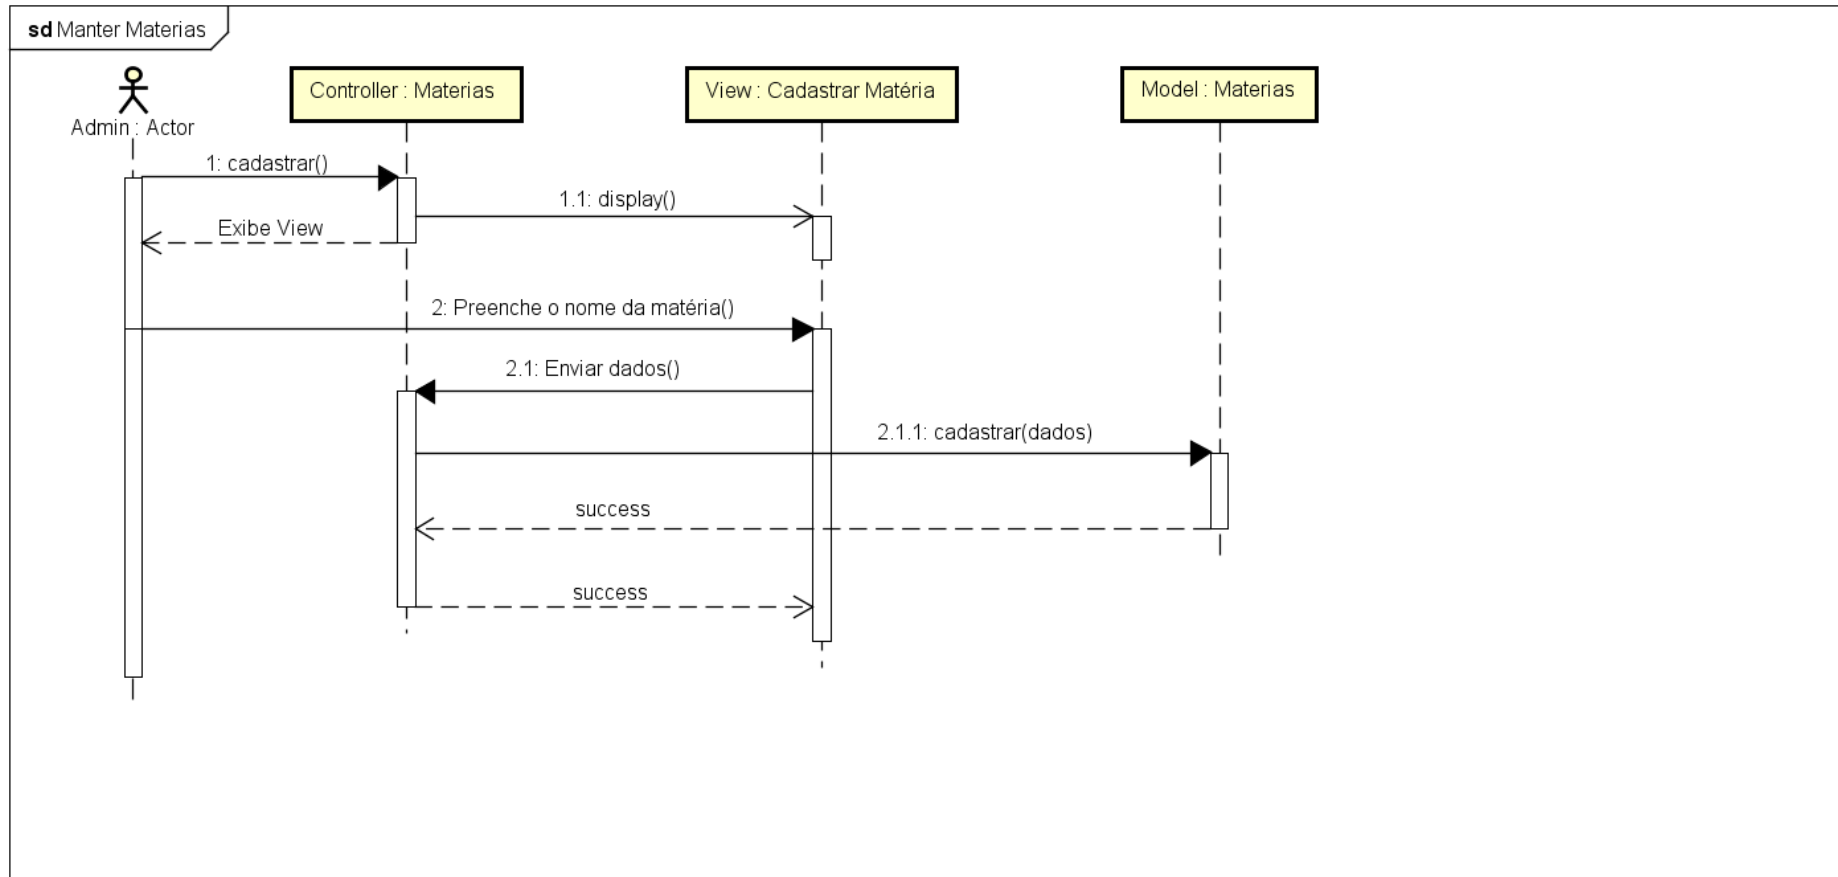 sd Manter Materias
Admin : Actor
Controller : Materias
View : Cadastrar Matéria
Model : Materias
1: cadastrar()
1.1: display()
Exibe View
2: Preenche o nome da matéria()
2.1: Enviar dados()
2.1.1: cadastrar(dados)
success
success